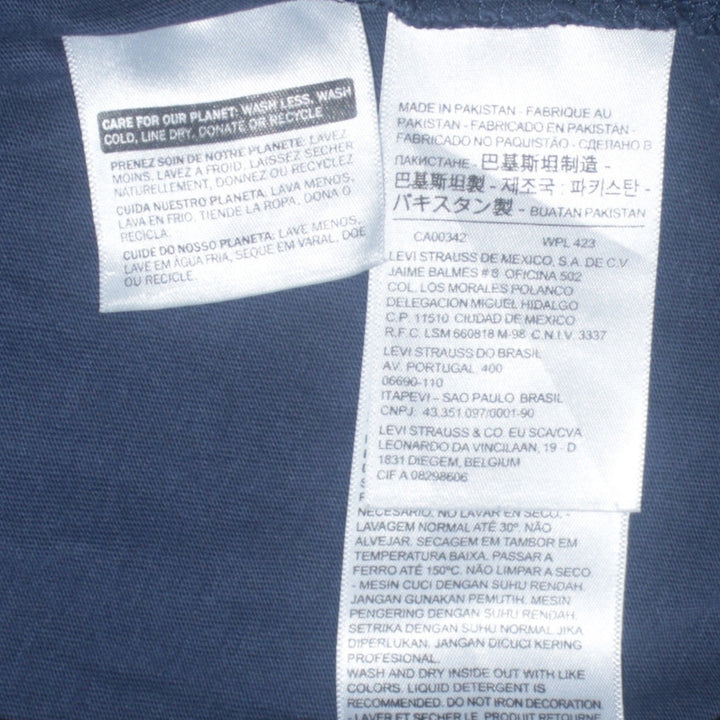 CARE FOR OUR PLANET: WASH LESS, WASH
COLD, LINE DRY, DONATE OR RECYCLE
PRENEZ SOIN DE NOTRE PLANETE: LAVEZ
MOINS. LAVEZ A FROID, LAISSEZ SECHER
NATURELLEMENT, DONNEZ OU RECYCLEZ
CUIDA NUESTRO PLANETA, LAVA MENOS,
LAVA EN FRIO. TIENDE LA ROPA, DONA O
RECICLA.
CUIDE DO NOSSO PLANETA: LAVE MENOS,
LAVE EM ÁGUA FRIA, SEQUE EM VARAL, DOE
OU RECICLE.
MADE IN PAKISTAN - FABRIQUE AU
PAKISTAN - FABRICADO EN PAKISTAN -
FABRICADO NO PAQUISTÃO - СДЕЛАНО В
ПАКИСТАНЕ - 巴基斯坦制造 -
巴基斯坦製 - 제조국 : 파키스탄 -
パキスタン製 - BUATAN PAKISTAN
CA00342 WPL 423
LEVI STRAUSS DE MEXICO, S.A. DE C.V.
JAIME BALMES # 8 OFICINA 502
COL. LOS MORALES POLANCO
DELEGACION MIGUEL HIDALGO
C.P. 11510 CIUDAD DE MEXICO
R.F.C. LSM 660818 M-98 C.N.I.V. 3337
LEVI STRAUSS DO BRASIL
AV. PORTUGAL, 400
06690-110
ITAPEVI - SAO PAULO BRASIL
CNPJ: 43.351.097/0001-90
LEVI STRAUSS & CO. EU SCA/CVA
LEONARDO DA VINCILAAN, 19 - D
1831 DIEGEM, BELGIUM
CIF A 08298606
NECESARIO. NO LAVAR EN SECO. -
LAVAGEM NORMAL ATÉ 30º. NÃO
ALVEJAR. SECAGEM EM TAMBOR EM
TEMPERATURA BAIXA. PASSAR A
FERRO ATÉ 150ºC. NÃO LIMPAR A SECO.
- MESIN CUCI DENGAN SUHU RENDAH.
JANGAN GUNAKAN PEMUTIH. MESIN
PENGERING DENGAN SUHU RENDAH.
SETRIKA DENGAN SUHU NORMAL JIKA
DIPERLUKAN. JANGAN DICUCI KERING
PROFESIONAL.
WASH AND DRY INSIDE OUT WITH LIKE
COLORS. LIQUID DETERGENT IS
RECOMMENDED. DO NOT IRON DECORATION.
- LAVER ET SECHER LE PRODUIT RETOURNE